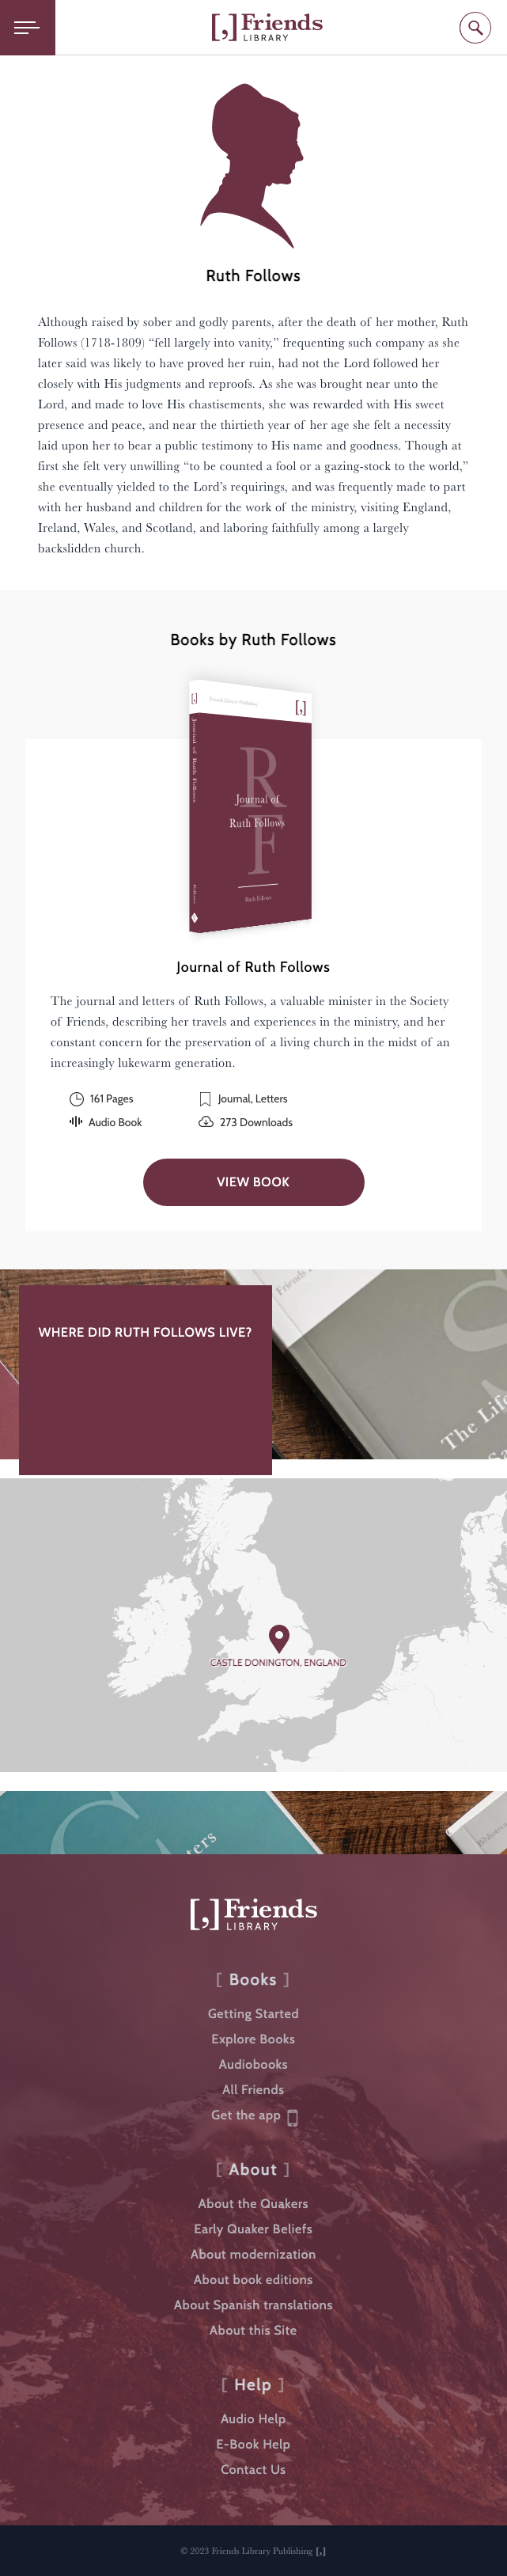 [,] Friends
LIBRARY
Ruth Follows
Although raised by sober and godly parents, after the death of her mother, Ruth
Follows (1718-1809) “fell largely into vanity,” frequenting such company as she
later said was likely to have proved her ruin, had not the Lord followed her
closely with His judgments and reproofs. As she was brought near unto the
Lord, and made to love His chastisements, she was rewarded with His sweet
presence and peace, and near the thirtieth year of her age she felt a necessity
laid upon her to bear a public testimony to His name and goodness. Though at
first she felt very unwilling “to be counted a fool or a gazing-stock to the world,”
she eventually yielded to the Lord’s requirings, and was frequently made to part
with her husband and children for the work of the ministry, visiting England,
Ireland, Wales, and Scotland, and laboring faithfully among a largely
backslidden church.
Books by Ruth Follows
Friends Library Publishing
[,]
[,]
Journal of Ruth Follows
Follows
R
F
Journal of
Ruth Follows
Ruth Follows
Journal of Ruth Follows
The journal and letters of Ruth Follows, a valuable minister in the Society
of Friends, describing her travels and experiences in the ministry, and her
constant concern for the preservation of a living church in the midst of an
increasingly lukewarm generation.
161 Pages
Journal, Letters
Audio Book
273 Downloads
VIEW BOOK
Friends
WHERE DID RUTH FOLLOWS LIVE?
The Life
CASTLE DONINGTON, ENGLAND
[,] Friends
LIBRARY
[ Books ]
Getting Started
Explore Books
Audiobooks
All Friends
Get the app
[ About ]
About the Quakers
Early Quaker Beliefs
About modernization
About book editions
About Spanish translations
About this Site
[ Help ]
Audio Help
E-Book Help
Contact Us
© 2023 Friends Library Publishing [,]